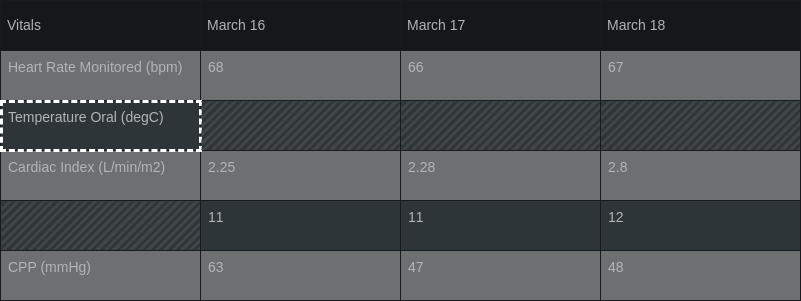 Vitals March 16 March 17 March 18
Heart Rate Monitored (bpm) 68 66 67
Temperature Oral (degC)
Cardiac Index (L/min/m2) 2.25 2.28 2.8
11 11 12
CPP (mmHg) 63 47 48